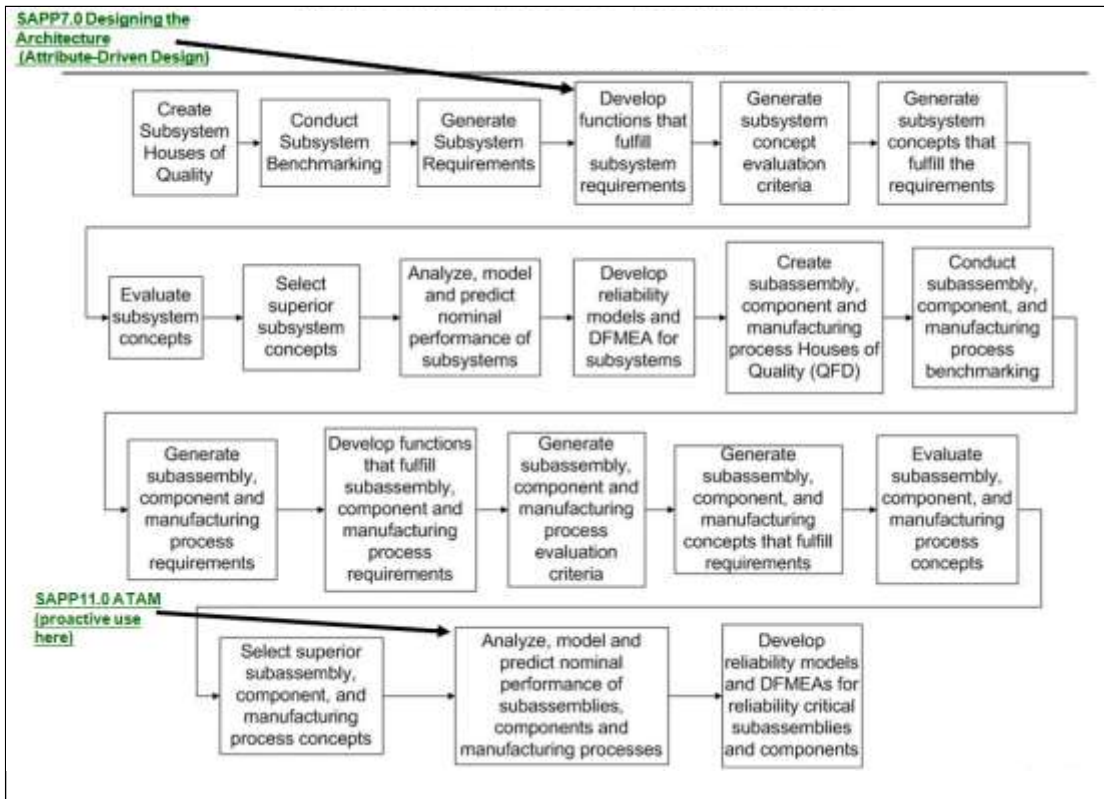 SAPP7.0 Designing the
Architecture
(Attribute-Driven Design)
Create
Subsystem
Houses of
Quality
Conduct
Subsystem
Benchmarking
Generate
Subsystem
Requirements
Develop
functions that
fulfill
subsystem
requirements
Generate
subsystem
concept
evaluation
criteria
Generate
subsystem
concepts that
fulfill the
requirements
Evaluate
subsystem
concepts
Select
superior
subsystem
concepts
Analyze, model
and predict
nominal
performance of
subsystems
Develop
reliability
models and
DFMEA for
subsystems
Create
subassembly,
component and
manufacturing
process Houses of
Quality (QFD)
Conduct
subassembly,
component, and
manufacturing
process
benchmarking
Generate
subassembly,
component and
manufacturing
process
requirements
Develop functions
that fulfill
subassembly,
component and
manufacturing
process
requirements
Generate
subassembly,
component and
manufacturing
process
evaluation
criteria
Generate
subassembly,
component, and
manufacturing
concepts that fulfill
requirements
Evaluate
subassembly,
component, and
manufacturing
process
concepts
SAPP11.0 ATAM
(proactive use
here)
Select superior
subassembly,
component, and
manufacturing
process concepts
Analyze, model and
predict nominal
performance of
subassemblies,
components and
manufacturing processes
Develop
reliability models
and DFMEAs for
reliability critical
subassemblies
and components